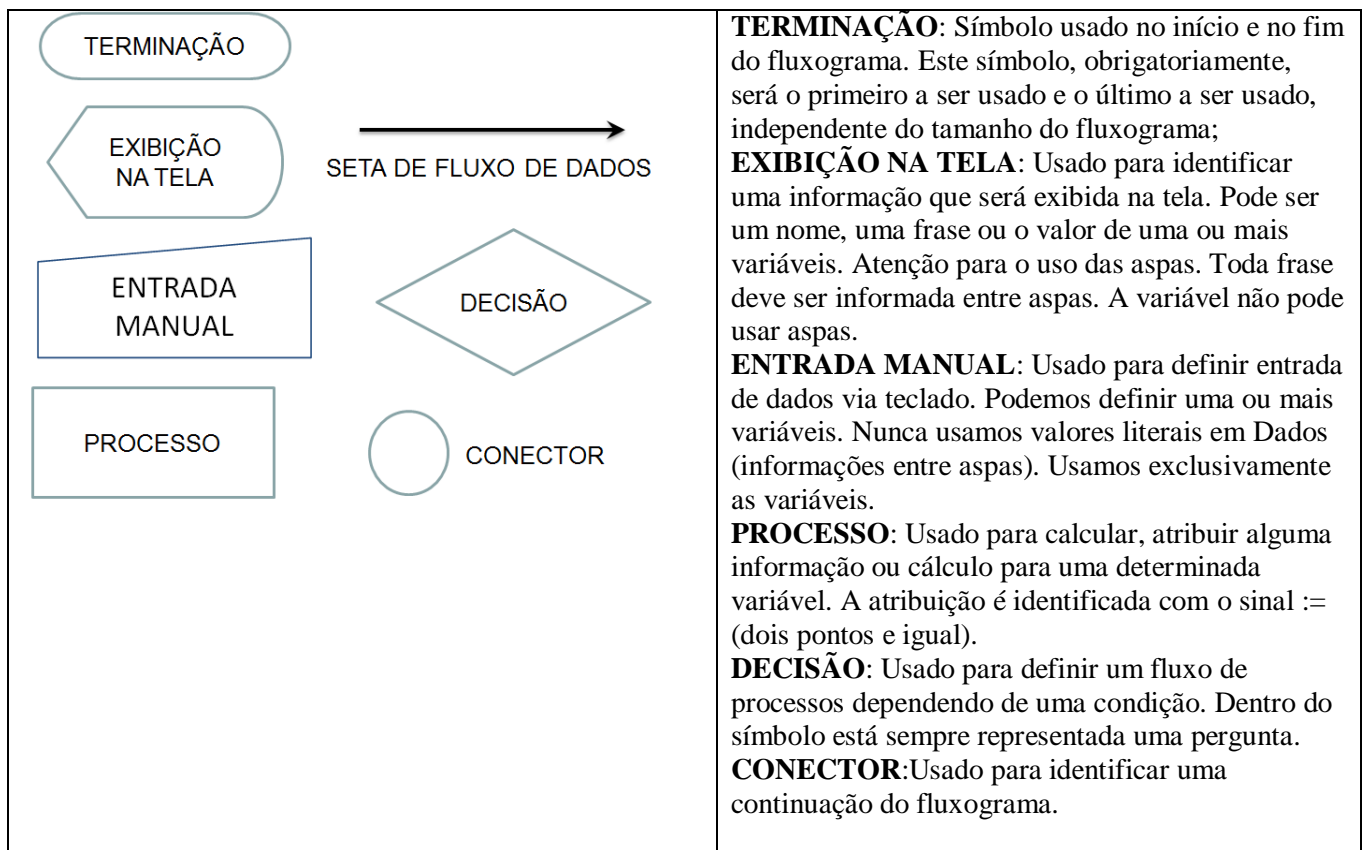 TERMINAÇÃO
EXIBIÇÃO
NA TELA
SETA DE FLUXO DE DADOS
ENTRADA
MANUAL
DECISÃO
PROCESSO
CONECTOR
TERMINAÇÃO: Símbolo usado no início e no fim
do fluxograma. Este símbolo, obrigatoriamente,
será o primeiro a ser usado e o último a ser usado,
independente do tamanho do fluxograma;
EXIBIÇÃO NA TELA: Usado para identificar
uma informação que será exibida na tela. Pode ser
um nome, uma frase ou o valor de uma ou mais
variáveis. Atenção para o uso das aspas. Toda frase
deve ser informada entre aspas. A variável não pode
usar aspas.
ENTRADA MANUAL: Usado para definir entrada
de dados via teclado. Podemos definir uma ou mais
variáveis. Nunca usamos valores literais em Dados
(informações entre aspas). Usamos exclusivamente
as variáveis.
PROCESSO: Usado para calcular, atribuir alguma
informação ou cálculo para uma determinada
variável. A atribuição é identificada com o sinal :=
(dois pontos e igual).
DECISÃO: Usado para definir um fluxo de
processos dependendo de uma condição. Dentro do
símbolo está sempre representada uma pergunta.
CONECTOR:Usado para identificar uma
continuação do fluxograma.